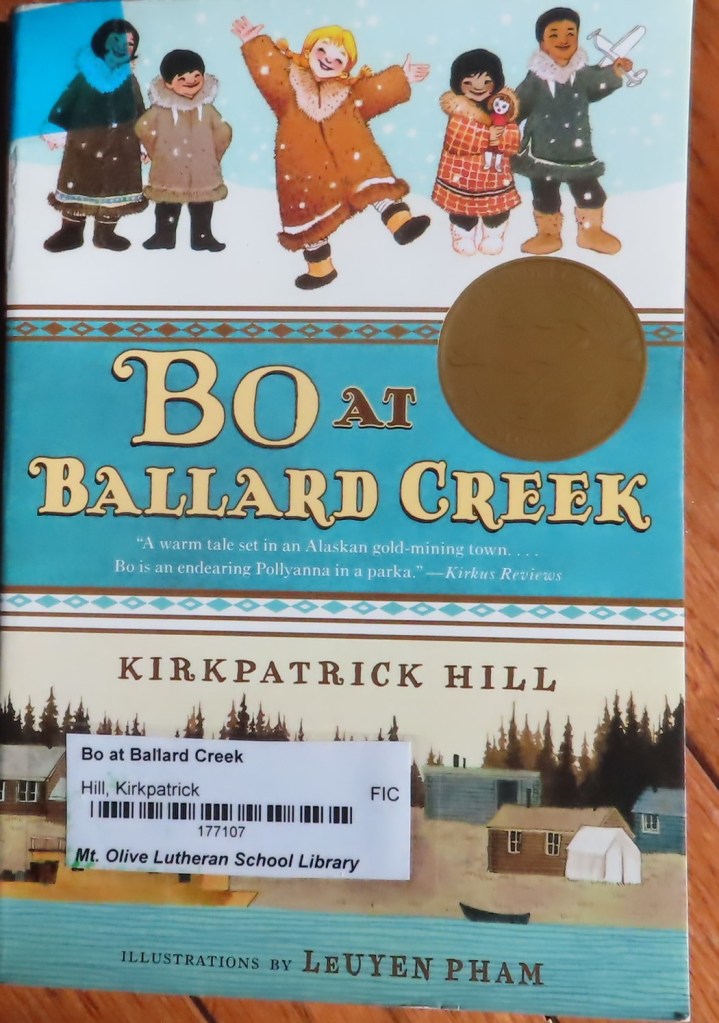 BO AT
BALLARD CREEK
“A warm tale set in an Alaskan gold-mining town. . . .
Bo is an endearing Pollyanna in a parka.” —Kirkus Reviews
KIRKPATRICK HILL
Bo at Ballard Creek
Hill, Kirkpatrick FIC
177107
Mt. Olive Lutheran School Library
ILLUSTRATIONS BY LEUYEN PHAM